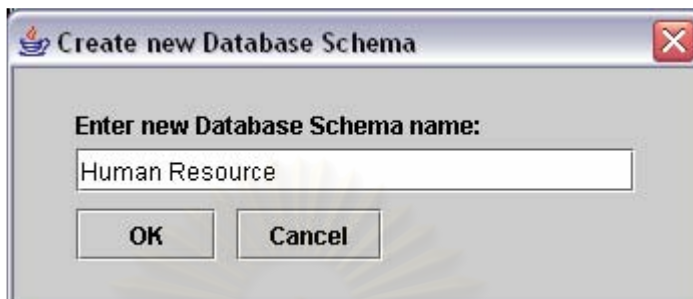 Create new Database Schema
Enter new Database Schema name:
Human Resource
OK Cancel